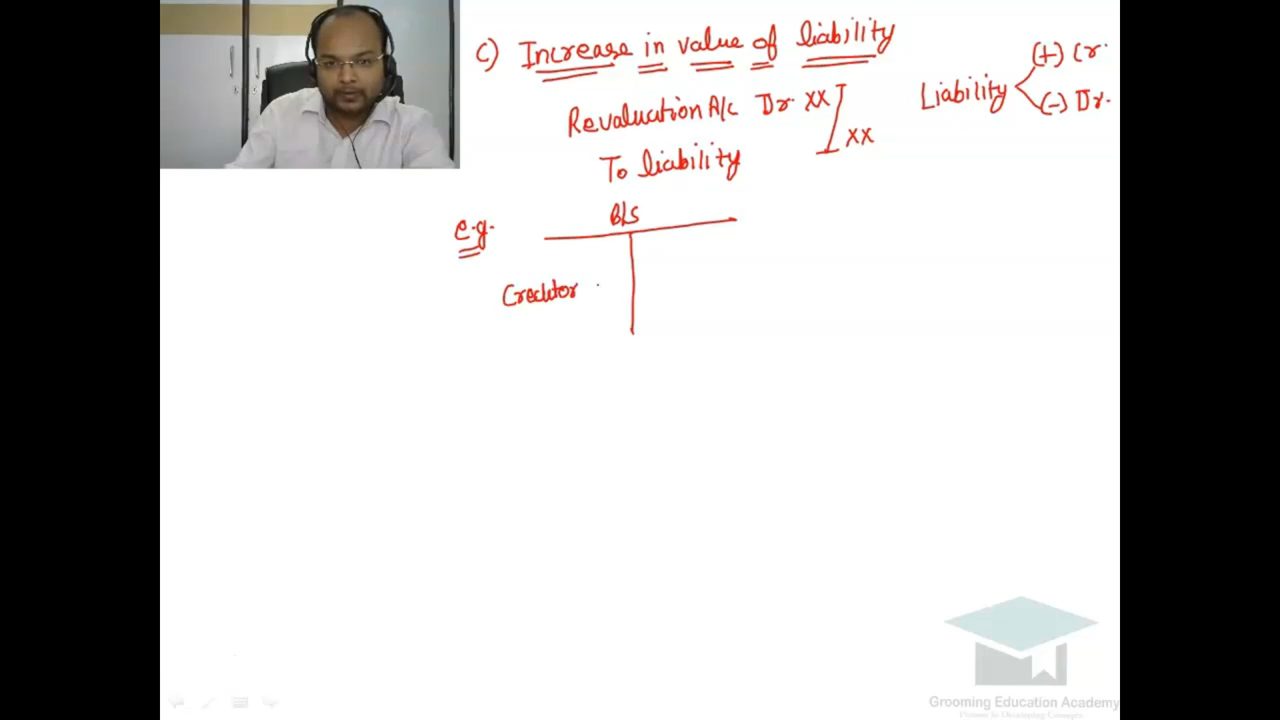 c) Increase in value of liability
Revaluation A/c Dr. XX
To liability XX
Liability
(+) Cr.
(-) Dr.
e.g.
B/S
Creditor
Grooming Education Academy